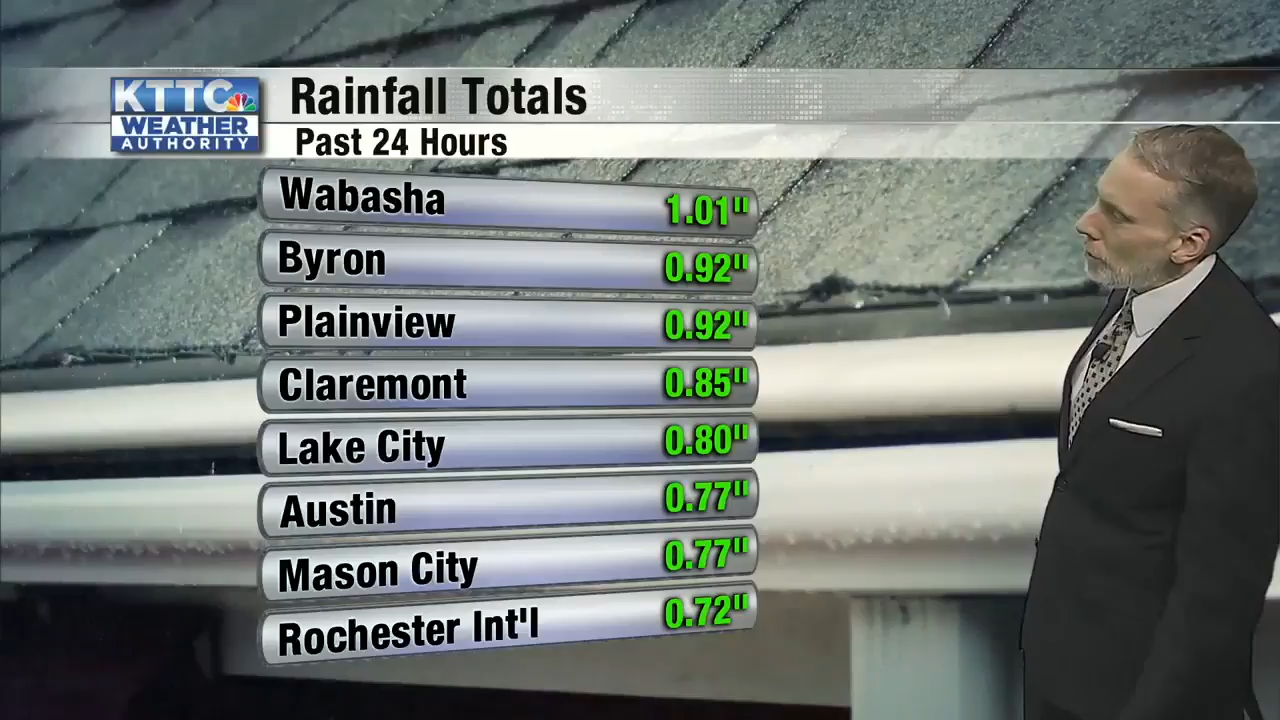 KTTC
WEATHER
AUTHORITY
Rainfall Totals
Past 24 Hours
Wabasha 1.01"
Byron 0.92"
Plainview 0.92"
Claremont 0.85"
Lake City 0.80"
Austin 0.77"
Mason City 0.77"
Rochester Int'l 0.72"